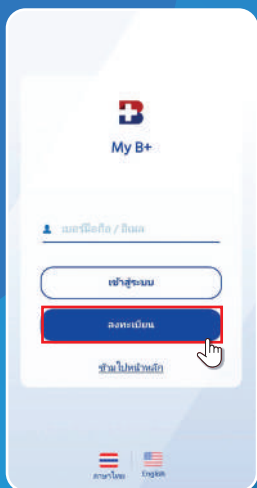 B
My B+
เบอร์มือถือ / อีเมล
เข้าสู่ระบบ
ลงทะเบียน
ข้ามไปหน้าหลัก
ภาษาไทย
English